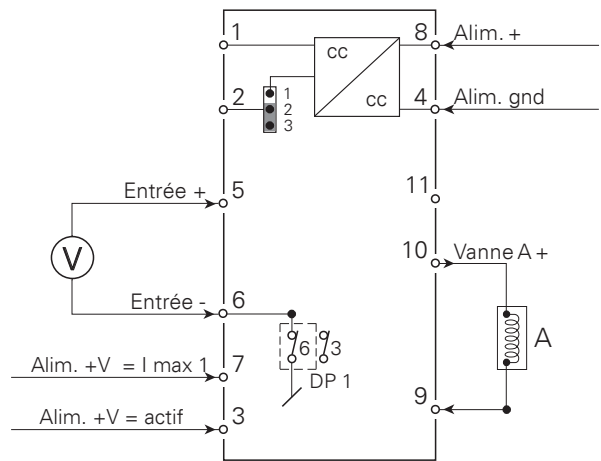 1
8
Alim. +
cc
cc
1
2
3
2
4
Alim. gnd
Entrée +
5
11
10
Vanne A +
V
Entrée -
6
A
6
3
DP 1
Alim. +V = I max 1
7
9
Alim. +V = actif
3